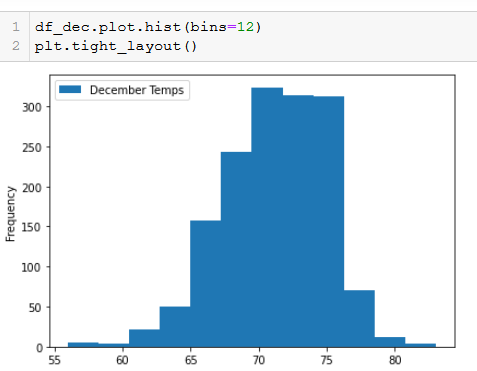 1 df_dec.plot.hist(bins=12)
2 plt.tight_layout()
December Temps
300
250
200
150
100
50
0
Frequency
55 60 65 70 75 80